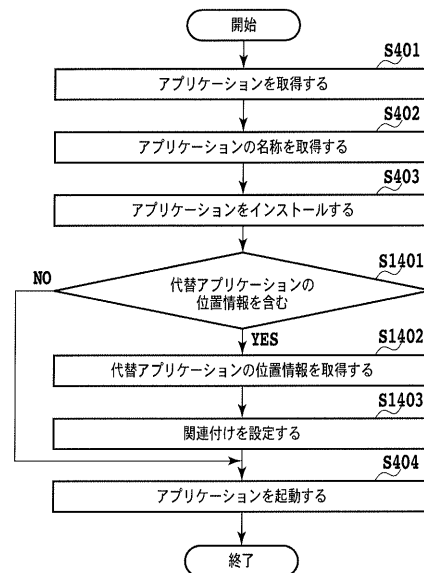 開始
S401
アプリケーションを取得する
S402
アプリケーションの名称を取得する
S403
アプリケーションをインストールする
S1401
代替アプリケーションの
位置情報を含む
NO
YES
S1402
代替アプリケーションの位置情報を取得する
S1403
関連付けを設定する
S404
アプリケーションを起動する
終了